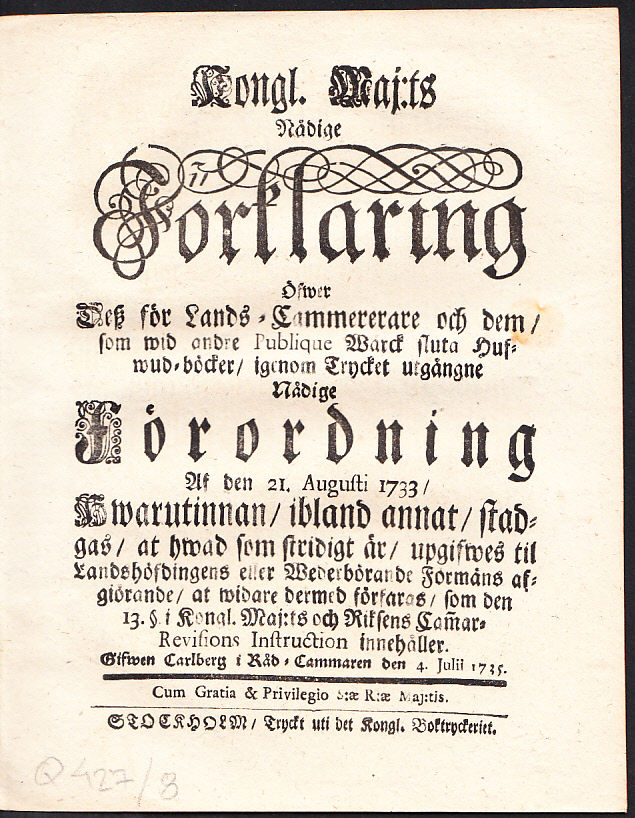 Kongl. Maj:ts
Nådige
Förklaring
Öfwer
Deß för Lands-Cammererare och dem/
som wid andre Publique Warck sluta Huf-
wud-böcker/ igenom Trycket utgångne
Nådige
Förordning
Af den 21. Augusti 1733/
Hwarutinnan/ ibland annat/ stad-
gas/ at hwad som stridigt är/ upgifwes til
Landshöfdingens eller Wederbörande Formäns af-
giörande/ at widare dermed förfaras/ som den
13. §. i Kongl. Maj:ts och Riksens Cam̅ar-
Revisions Instruction innehåller.
Gifwen Carlberg i Råd-Cammaren den 4. Julii 1735.
Cum Gratia & Privilegio S:æ R:æ Maj:tis.
STOCKHOLM/ Tryckt uti det Kongl. Boktryckeriet.
Q 427/8